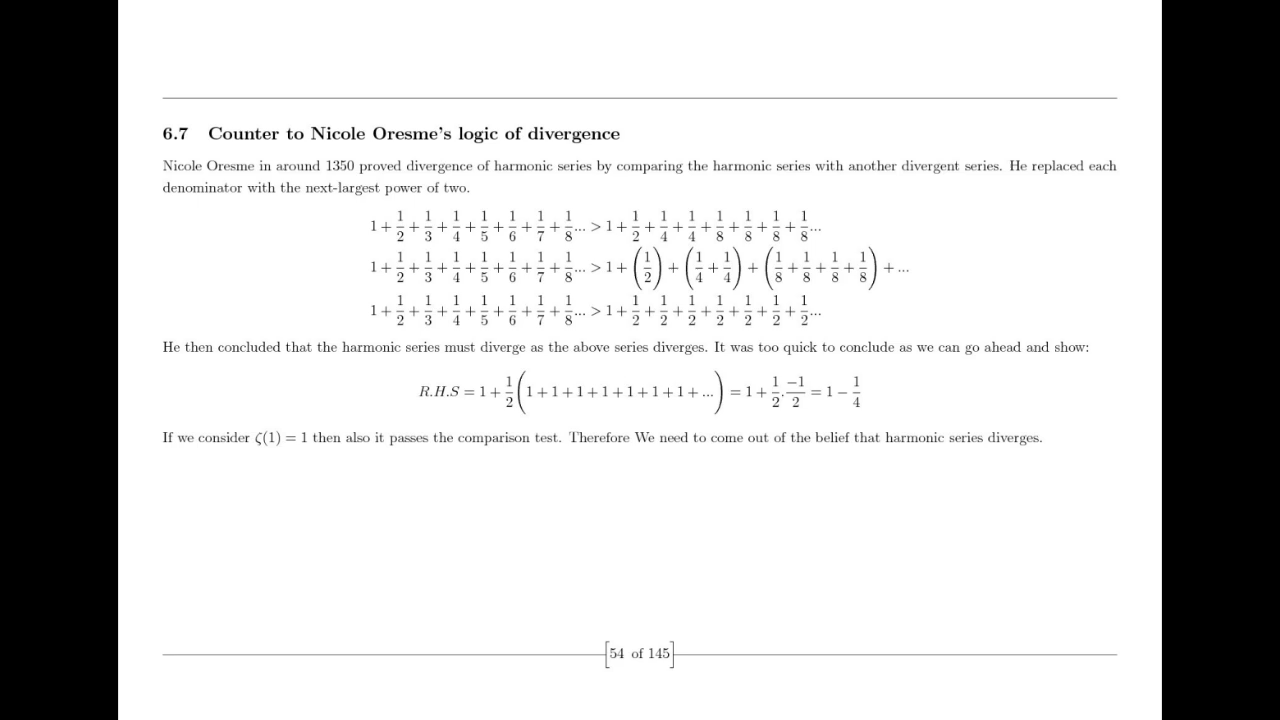 6.7 Counter to Nicole Oresme's logic of divergence
Nicole Oresme in around 1350 proved divergence of harmonic series by comparing the harmonic series with another divergent series. He replaced each
denominator with the next-largest power of two.
1 + 1/2 + 1/3 + 1/4 + 1/5 + 1/6 + 1/7 + 1/8 ... > 1 + 1/2 + 1/4 + 1/4 + 1/8 + 1/8 + 1/8 + 1/8 ...
1 + 1/2 + 1/3 + 1/4 + 1/5 + 1/6 + 1/7 + 1/8 ... > 1 + (1/2) + (1/4 + 1/4) + (1/8 + 1/8 + 1/8 + 1/8) + ...
1 + 1/2 + 1/3 + 1/4 + 1/5 + 1/6 + 1/7 + 1/8 ... > 1 + 1/2 + 1/2 + 1/2 + 1/2 + 1/2 + 1/2 + 1/2 ...
He then concluded that the harmonic series must diverge as the above series diverges. It was too quick to conclude as we can go ahead and show:
R.H.S = 1 + 1/2 (1 + 1 + 1 + 1 + 1 + 1 + 1 + ...) = 1 + 1/2 . -1/2 = 1 - 1/4
If we consider ζ(1) = 1 then also it passes the comparison test. Therefore We need to come out of the belief that harmonic series diverges.
[54 of 145]